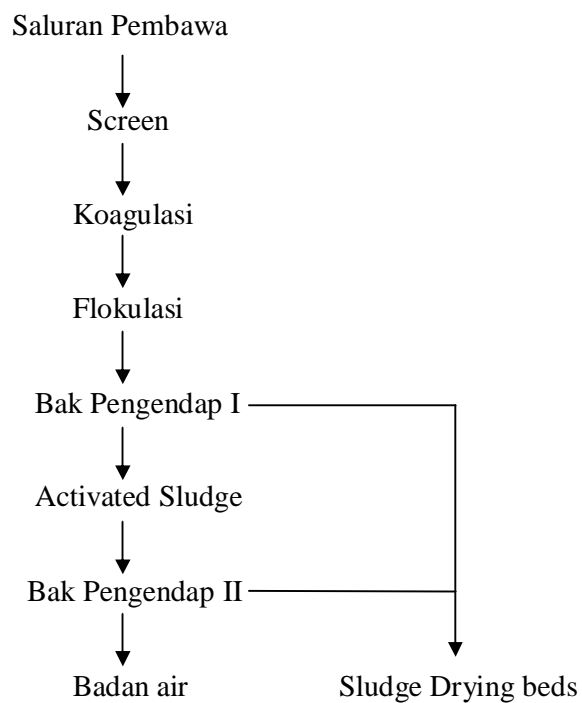 Saluran Pembawa
Screen
Koagulasi
Flokulasi
Bak Pengendap I
Activated Sludge
Bak Pengendap II
Badan air
Sludge Drying beds